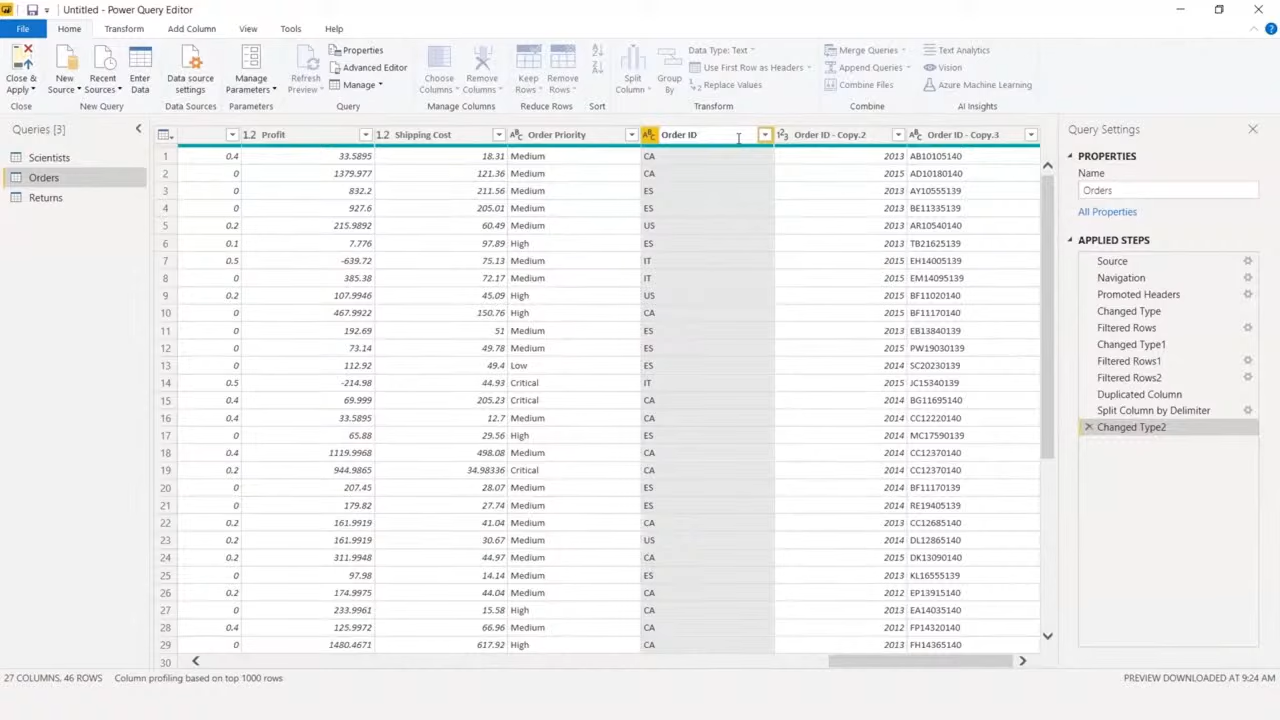 Untitled - Power Query Editor
File Home Transform Add Column View Tools Help
Close & Apply
New Source
Recent Sources
Enter Data
Data source settings
Manage Parameters
Refresh Preview
Properties
Advanced Editor
Manage
Choose Columns
Remove Columns
Keep Rows
Remove Rows
Split Column
Group By
Data Type: Text
Use First Row as Headers
Replace Values
Merge Queries
Append Queries
Combine Files
Text Analytics
Vision
Azure Machine Learning
Close New Query Data Sources Parameters Query Manage Columns Reduce Rows Sort Transform Combine AI Insights
Queries [3]
Scientists
Orders
Returns
1.2 Profit 1.2 Shipping Cost ABC Order Priority ABC Order ID 123 Order ID - Copy.2 ABC Order ID - Copy.3
1 0.4 33.5895 18.31 Medium CA 2013 AB10105140
2 0 1379.977 121.36 Medium CA 2015 AD10180140
3 0 832.2 211.56 Medium ES 2013 AY10555139
4 0 927.6 205.01 Medium ES 2013 BE11335139
5 0.2 215.9892 60.49 Medium US 2013 AR10540140
6 0.1 7.776 97.89 High ES 2013 TB21625139
7 0.5 -639.72 75.13 Medium IT 2015 EH14005139
8 0 385.38 72.17 Medium IT 2015 EM14095139
9 0.2 107.9946 45.09 High US 2015 BF11020140
10 0 467.9922 150.76 High CA 2015 BF11170140
11 0 192.69 51 Medium ES 2013 EB13840139
12 0 73.14 49.78 Medium ES 2015 PW19030139
13 0 112.92 49.4 Low ES 2014 SC20230139
14 0.5 -214.98 44.93 Critical IT 2015 JC15340139
15 0.4 69.999 205.23 Critical CA 2014 BG11695140
16 0.4 33.5895 12.7 Medium CA 2014 CC12220140
17 0 65.88 29.56 High ES 2014 MC17590139
18 0.4 1119.9968 498.08 Medium CA 2014 CC12370140
19 0.2 944.9865 34.98336 Critical CA 2014 CC12370140
20 0 207.45 28.07 Medium ES 2014 BF11170139
21 0 179.82 27.74 Medium ES 2014 RE19405139
22 0.2 161.9919 41.04 Medium CA 2013 CC12685140
23 0.2 161.9919 30.67 Medium US 2014 DL12865140
24 0.2 311.9948 44.97 Medium CA 2015 DK13090140
25 0 97.98 14.14 Medium ES 2013 KL16555139
26 0.2 174.9975 44.04 Medium CA 2012 EP13915140
27 0 233.9961 15.58 High CA 2013 EA14035140
28 0.4 125.9972 66.96 Medium CA 2012 FP14320140
29 0 1480.4671 617.92 High CA 2013 FH14365140
30
Query Settings
PROPERTIES
Name
Orders
All Properties
APPLIED STEPS
Source
Navigation
Promoted Headers
Changed Type
Filtered Rows
Changed Type1
Filtered Rows1
Filtered Rows2
Duplicated Column
Split Column by Delimiter
Changed Type2
27 COLUMNS, 46 ROWS Column profiling based on top 1000 rows PREVIEW DOWNLOADED AT 9:24 AM